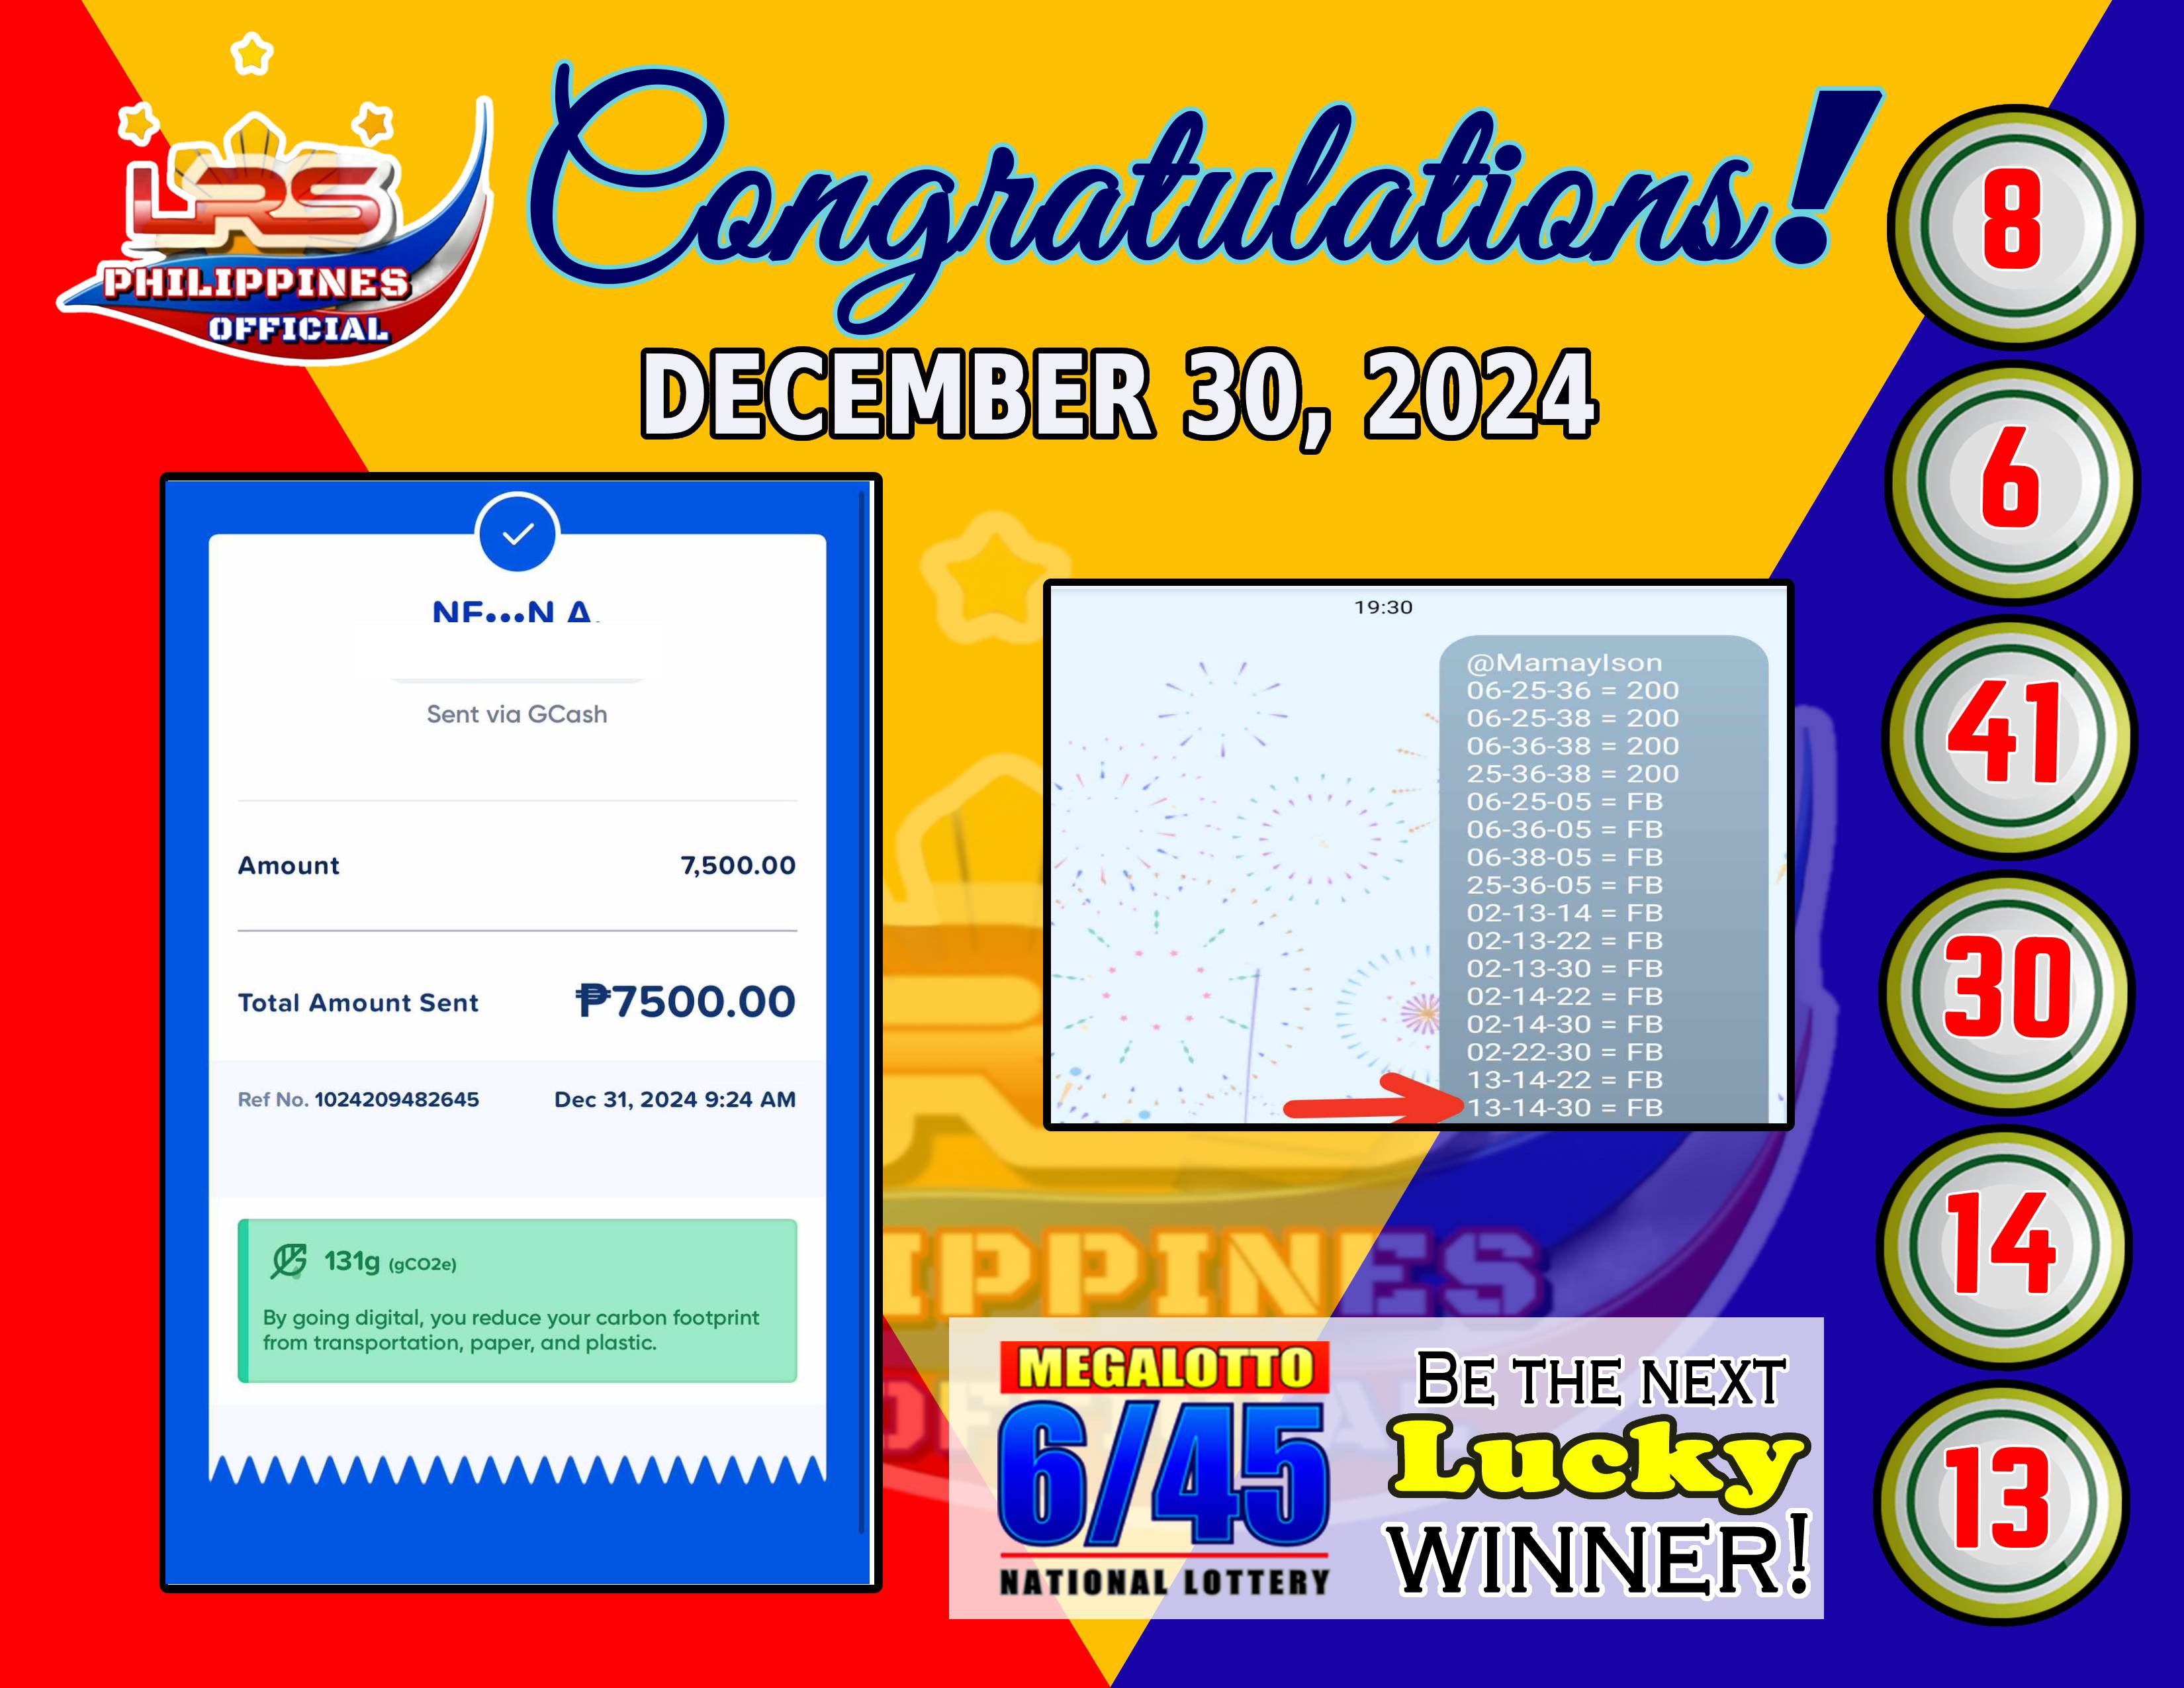 LRS
PHILIPPINES
OFFICIAL
Congratulations!
DECEMBER 30, 2024
NE•••N A.
Sent via GCash
Amount 7,500.00
Total Amount Sent ₱7500.00
Ref No. 1024209482645 Dec 31, 2024 9:24 AM
131g (gCO2e)
By going digital, you reduce your carbon footprint
from transportation, paper, and plastic.
19:30
@MamayIson
06-25-36 = 200
06-25-38 = 200
06-36-38 = 200
25-36-38 = 200
06-25-05 = FB
06-36-05 = FB
06-38-05 = FB
25-36-05 = FB
02-13-14 = FB
02-13-22 = FB
02-13-30 = FB
02-14-22 = FB
02-14-30 = FB
02-22-30 = FB
13-14-22 = FB
13-14-30 = FB
MEGALOTTO
6/45
NATIONAL LOTTERY
BE THE NEXT
Lucky
WINNER!
8
6
41
30
14
13